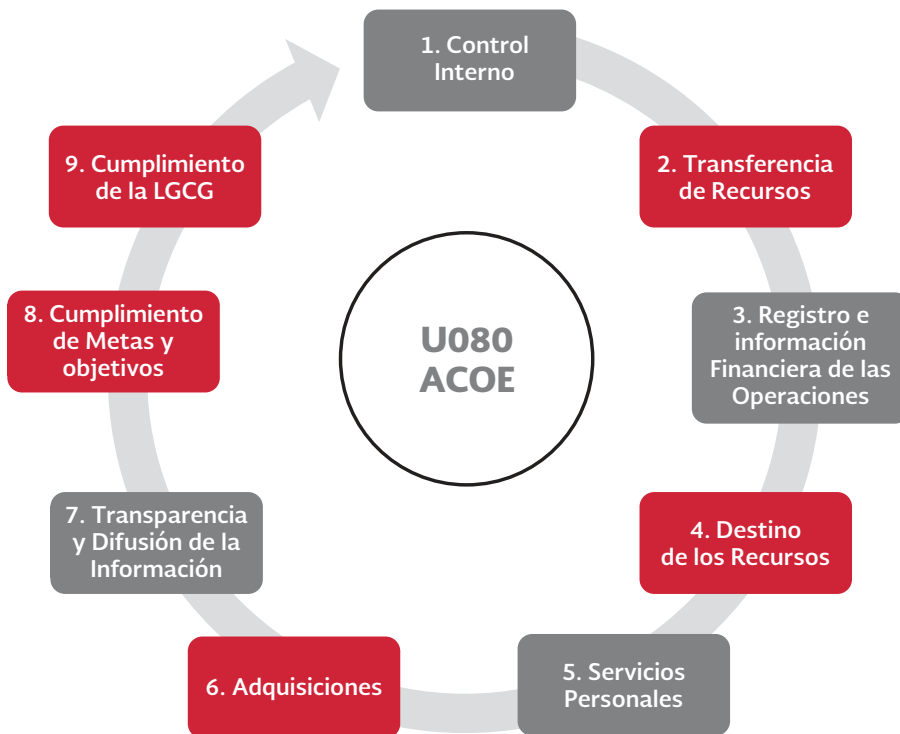 1. Control
Interno
2. Transferencia
de Recursos
3. Registro e
información
Financiera de las
Operaciones
4. Destino
de los Recursos
5. Servicios
Personales
6. Adquisiciones
7. Transparencia
y Difusión de la
Información
8. Cumplimiento
de Metas y
objetivos
9. Cumplimiento
de la LGCG
U080
ACOE